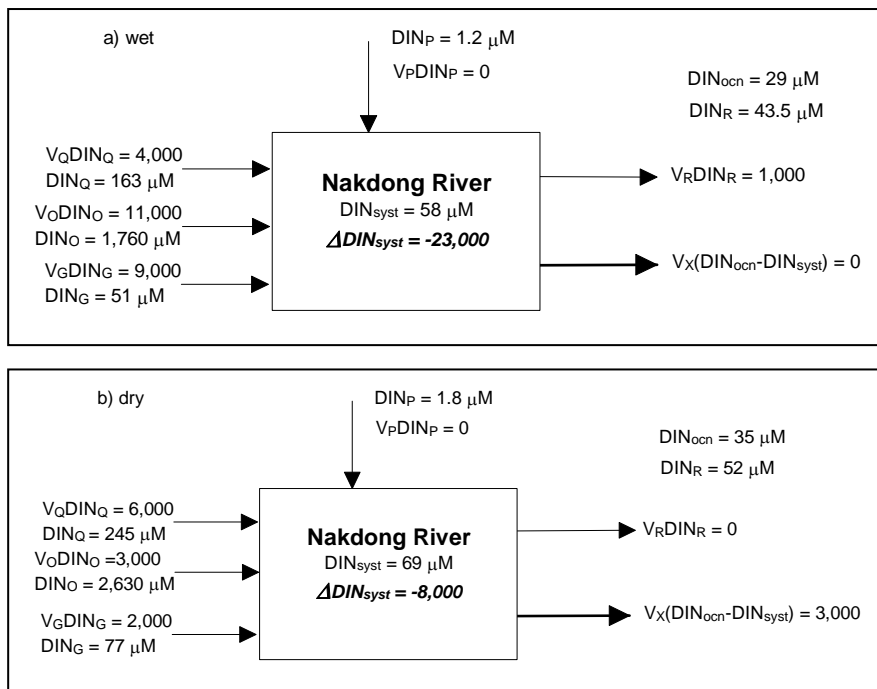 a) wet
DINP = 1.2 µM
VPDINP = 0
DINocn = 29 µM
DINR = 43.5 µM
VQDINQ = 4,000
DINQ = 163 µM
VODINO = 11,000
DINO = 1,760 µM
VGDING = 9,000
DING = 51 µM
Nakdong River
DINsyst = 58 µM
ΔDINsyst = -23,000
VRDINR = 1,000
VX(DINocn-DINsyst) = 0
b) dry
DINP = 1.8 µM
VPDINP = 0
DINocn = 35 µM
DINR = 52 µM
VQDINQ = 6,000
DINQ = 245 µM
VODINO =3,000
DINO = 2,630 µM
VGDING = 2,000
DING = 77 µM
Nakdong River
DINsyst = 69 µM
ΔDINsyst = -8,000
VRDINR = 0
VX(DINocn-DINsyst) = 3,000